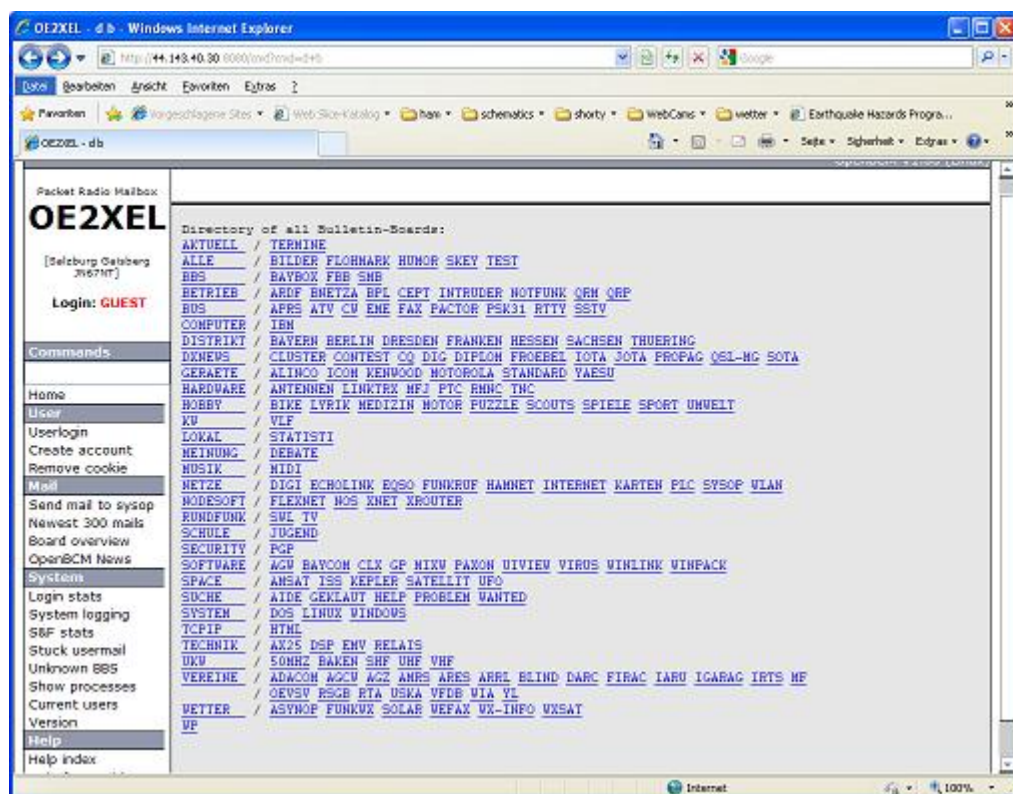 OE2XEL - d b - Windows Internet Explorer
http://44.143.40.30:8080/cmd?cmd=d+b
Google
Datei Bearbeiten Ansicht Favoriten Extras ?
Favoriten Vorgeschlagene Sites Web Slice-Katalog ham schematics shorty WebCams wetter Earthquake Hazards Progra...
OE2XEL - db
Seite Sicherheit Extras
Packet Radio Mailbox
OE2XEL
[Salzburg Gaisberg
JN67NT]
Login: GUEST
Commands
Home
User
Userlogin
Create account
Remove cookie
Mail
Send mail to sysop
Newest 300 mails
Board overview
OpenBCM News
System
Login stats
System logging
S&F stats
Stuck usermail
Unknown BBS
Show processes
Current users
Version
Help
Help index
Directory of all Bulletin-Boards:
AKTUELL / TERMINE
ALLE / BILDER FLOHMARK HUMOR SKEY TEST
BBS / BAYBOX FBB SMB
BETRIEB / ARDF BNETZA BPL CEPT INTRUDER NOTFUNK QRM QRP
BUS / APRS ATV CW EME FAX PACTOR PSK31 RTTY SSTV
COMPUTER / IBM
DISTRIKT / BAYERN BERLIN DRESDEN FRANKEN HESSEN SACHSEN THUERING
DXNEWS / CLUSTER CONTEST CQ DIG DIPLOM FROEBEL IOTA JOTA PROPAG QSL-MG SOTA
GERAETE / ALINCO ICOM KENWOOD MOTOROLA STANDARD YAESU
HARDWARE / ANTENNEN LINKTRX MFJ PTC RMNC TNC
HOBBY / BIKE LYRIK MEDIZIN MOTOR PUZZLE SCOUTS SPIELE SPORT UMWELT
KW / VLF
LOKAL / STATISTI
MEINUNG / DEBATE
MUSIK / MIDI
NETZE / DIGI ECHOLINK EQSO FUNKRUF HAMNET INTERNET KARTEN PLC SYSOP WLAN
NODESOFT / FLEXNET NOS XNET XROUTER
RUNDFUNK / SWL TV
SCHULE / JUGEND
SECURITY / PGP
SOFTWARE / AGW BAYCOM CLX GP MIXW PAXON UIVIEW VIRUS WINLINK WINPACK
SPACE / AMSAT ISS KEPLER SATELLIT UFO
SUCHE / AIDE GEKLAUT HELP PROBLEM WANTED
SYSTEM / DOS LINUX WINDOWS
TCPIP / HTML
TECHNIK / AX25 DSP EMV RELAIS
UKW / 50MHZ BAKEN SHF UHF VHF
VEREINE / ADACOM AGCW AGZ AMRS ARES ARRL BLIND DARC FIRAC IARU IGARAG IRTS MF
/ OEVSV RSGB RTA USKA VFDB WIA YL
WETTER / ASYNOP FUNKWX SOLAR WEFAX WX-INFO WXSAT
WP
Internet
100%